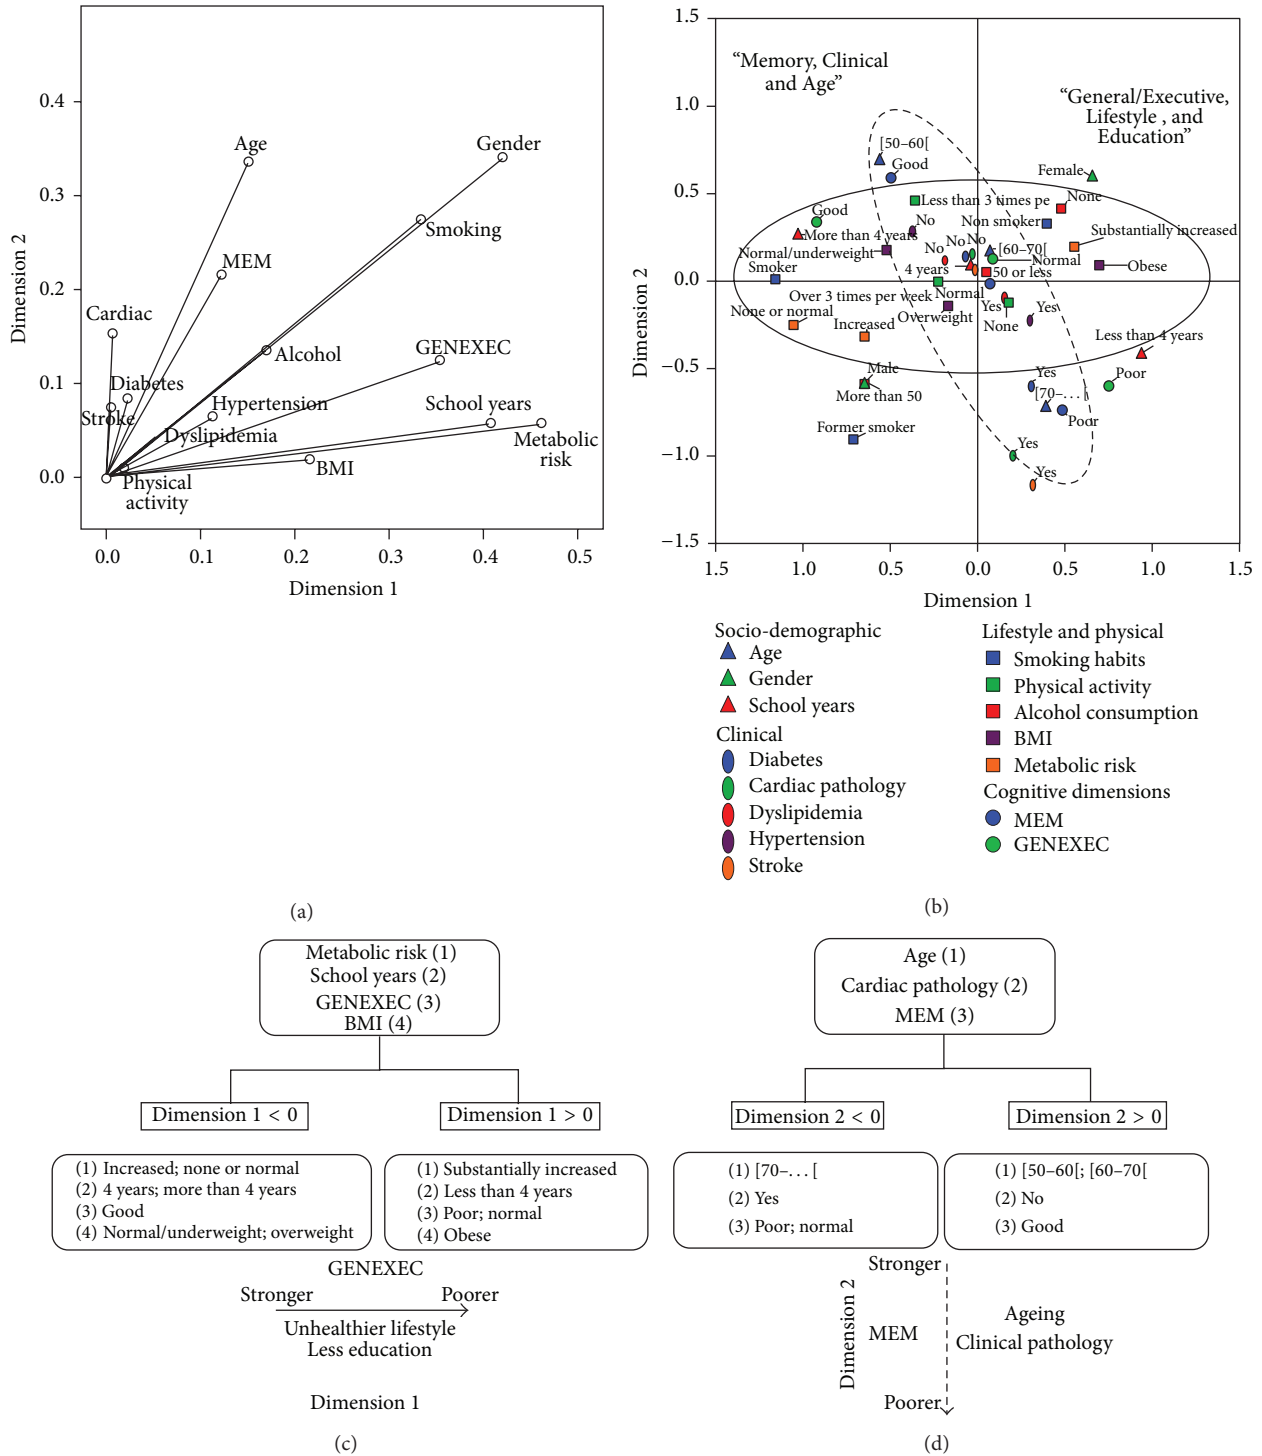 0.4
0.3
0.2
0.1
0.0
Dimension 2
Age
Gender
Smoking
MEM
Cardiac
Alcohol
GENEXEC
Diabetes
Stroke
Hypertension
School years
Dyslipidemia
Metabolic
risk
BMI
Physical
activity
0.0 0.1 0.2 0.3 0.4 0.5
Dimension 1
(a)
1.5
1.0
0.5
0.0
−0.5
−1.0
−1.5
Dimension 2
“Memory, Clinical
and Age”
“General/Executive,
Lifestyle , and
Education”
[50–60[
Good
Female
Less than 3 times pe
None
Good
No
Non smoker
More than 4 years
Substantially increased
No
No
No
[60–70[
Normal/underweight
Normal
Smoker
4 years
50 or less
Obese
Over 3 times per week
Normal
None or normal
Overweight
Yes
Yes
Increased
None
Less than 4 years
Male
Yes
Poor
More than 50
[70–. . . [
Poor
Former smoker
Yes
Yes
1.5 1.0 0.5 0.0 0.5 1.0 1.5
Dimension 1
Socio-demographic
Age
Gender
School years
Clinical
Diabetes
Cardiac pathology
Dyslipidemia
Hypertension
Stroke
Lifestyle and physical
Smoking habits
Physical activity
Alcohol consumption
BMI
Metabolic risk
Cognitive dimensions
MEM
GENEXEC
(b)
Metabolic risk (1)
School years (2)
GENEXEC (3)
BMI (4)
Dimension 1 < 0
Dimension 1 > 0
(1) Increased; none or normal
(2) 4 years; more than 4 years
(3) Good
(4) Normal/underweight; overweight
(1) Substantially increased
(2) Less than 4 years
(3) Poor; normal
(4) Obese
GENEXEC
Stronger Poorer
Unhealthier lifestyle
Less education
Dimension 1
(c)
Age (1)
Cardiac pathology (2)
MEM (3)
Dimension 2 < 0
Dimension 2 > 0
(1) [70–. . . [
(2) Yes
(3) Poor; normal
(1) [50–60[; [60–70[
(2) No
(3) Good
Stronger
Dimension 2
MEM
Ageing
Clinical pathology
Poorer
(d)